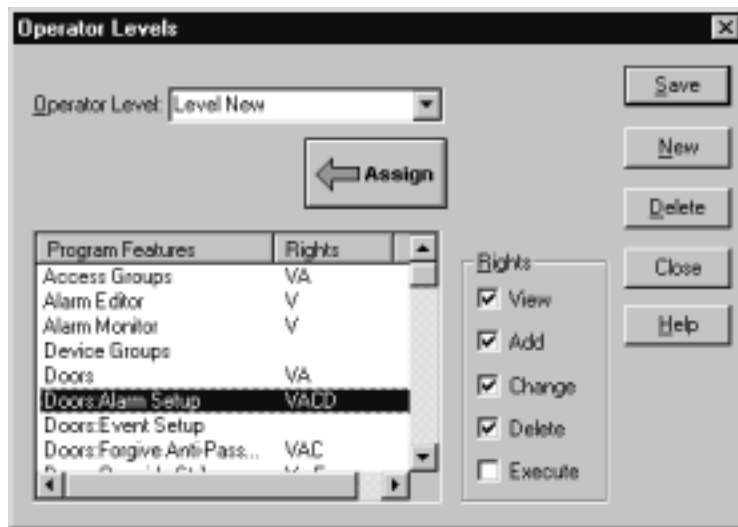 Operator Levels
Operator Level: Level New
Save
Assign
New
Delete
Program Features Rights
Access Groups VA
Alarm Editor V
Alarm Monitor V
Device Groups
Doors VA
Doors:Alarm Setup VACD
Doors:Event Setup
Doors:Forgive Anti-Pass... VAC
Rights
View
Add
Change
Delete
Execute
Close
Help